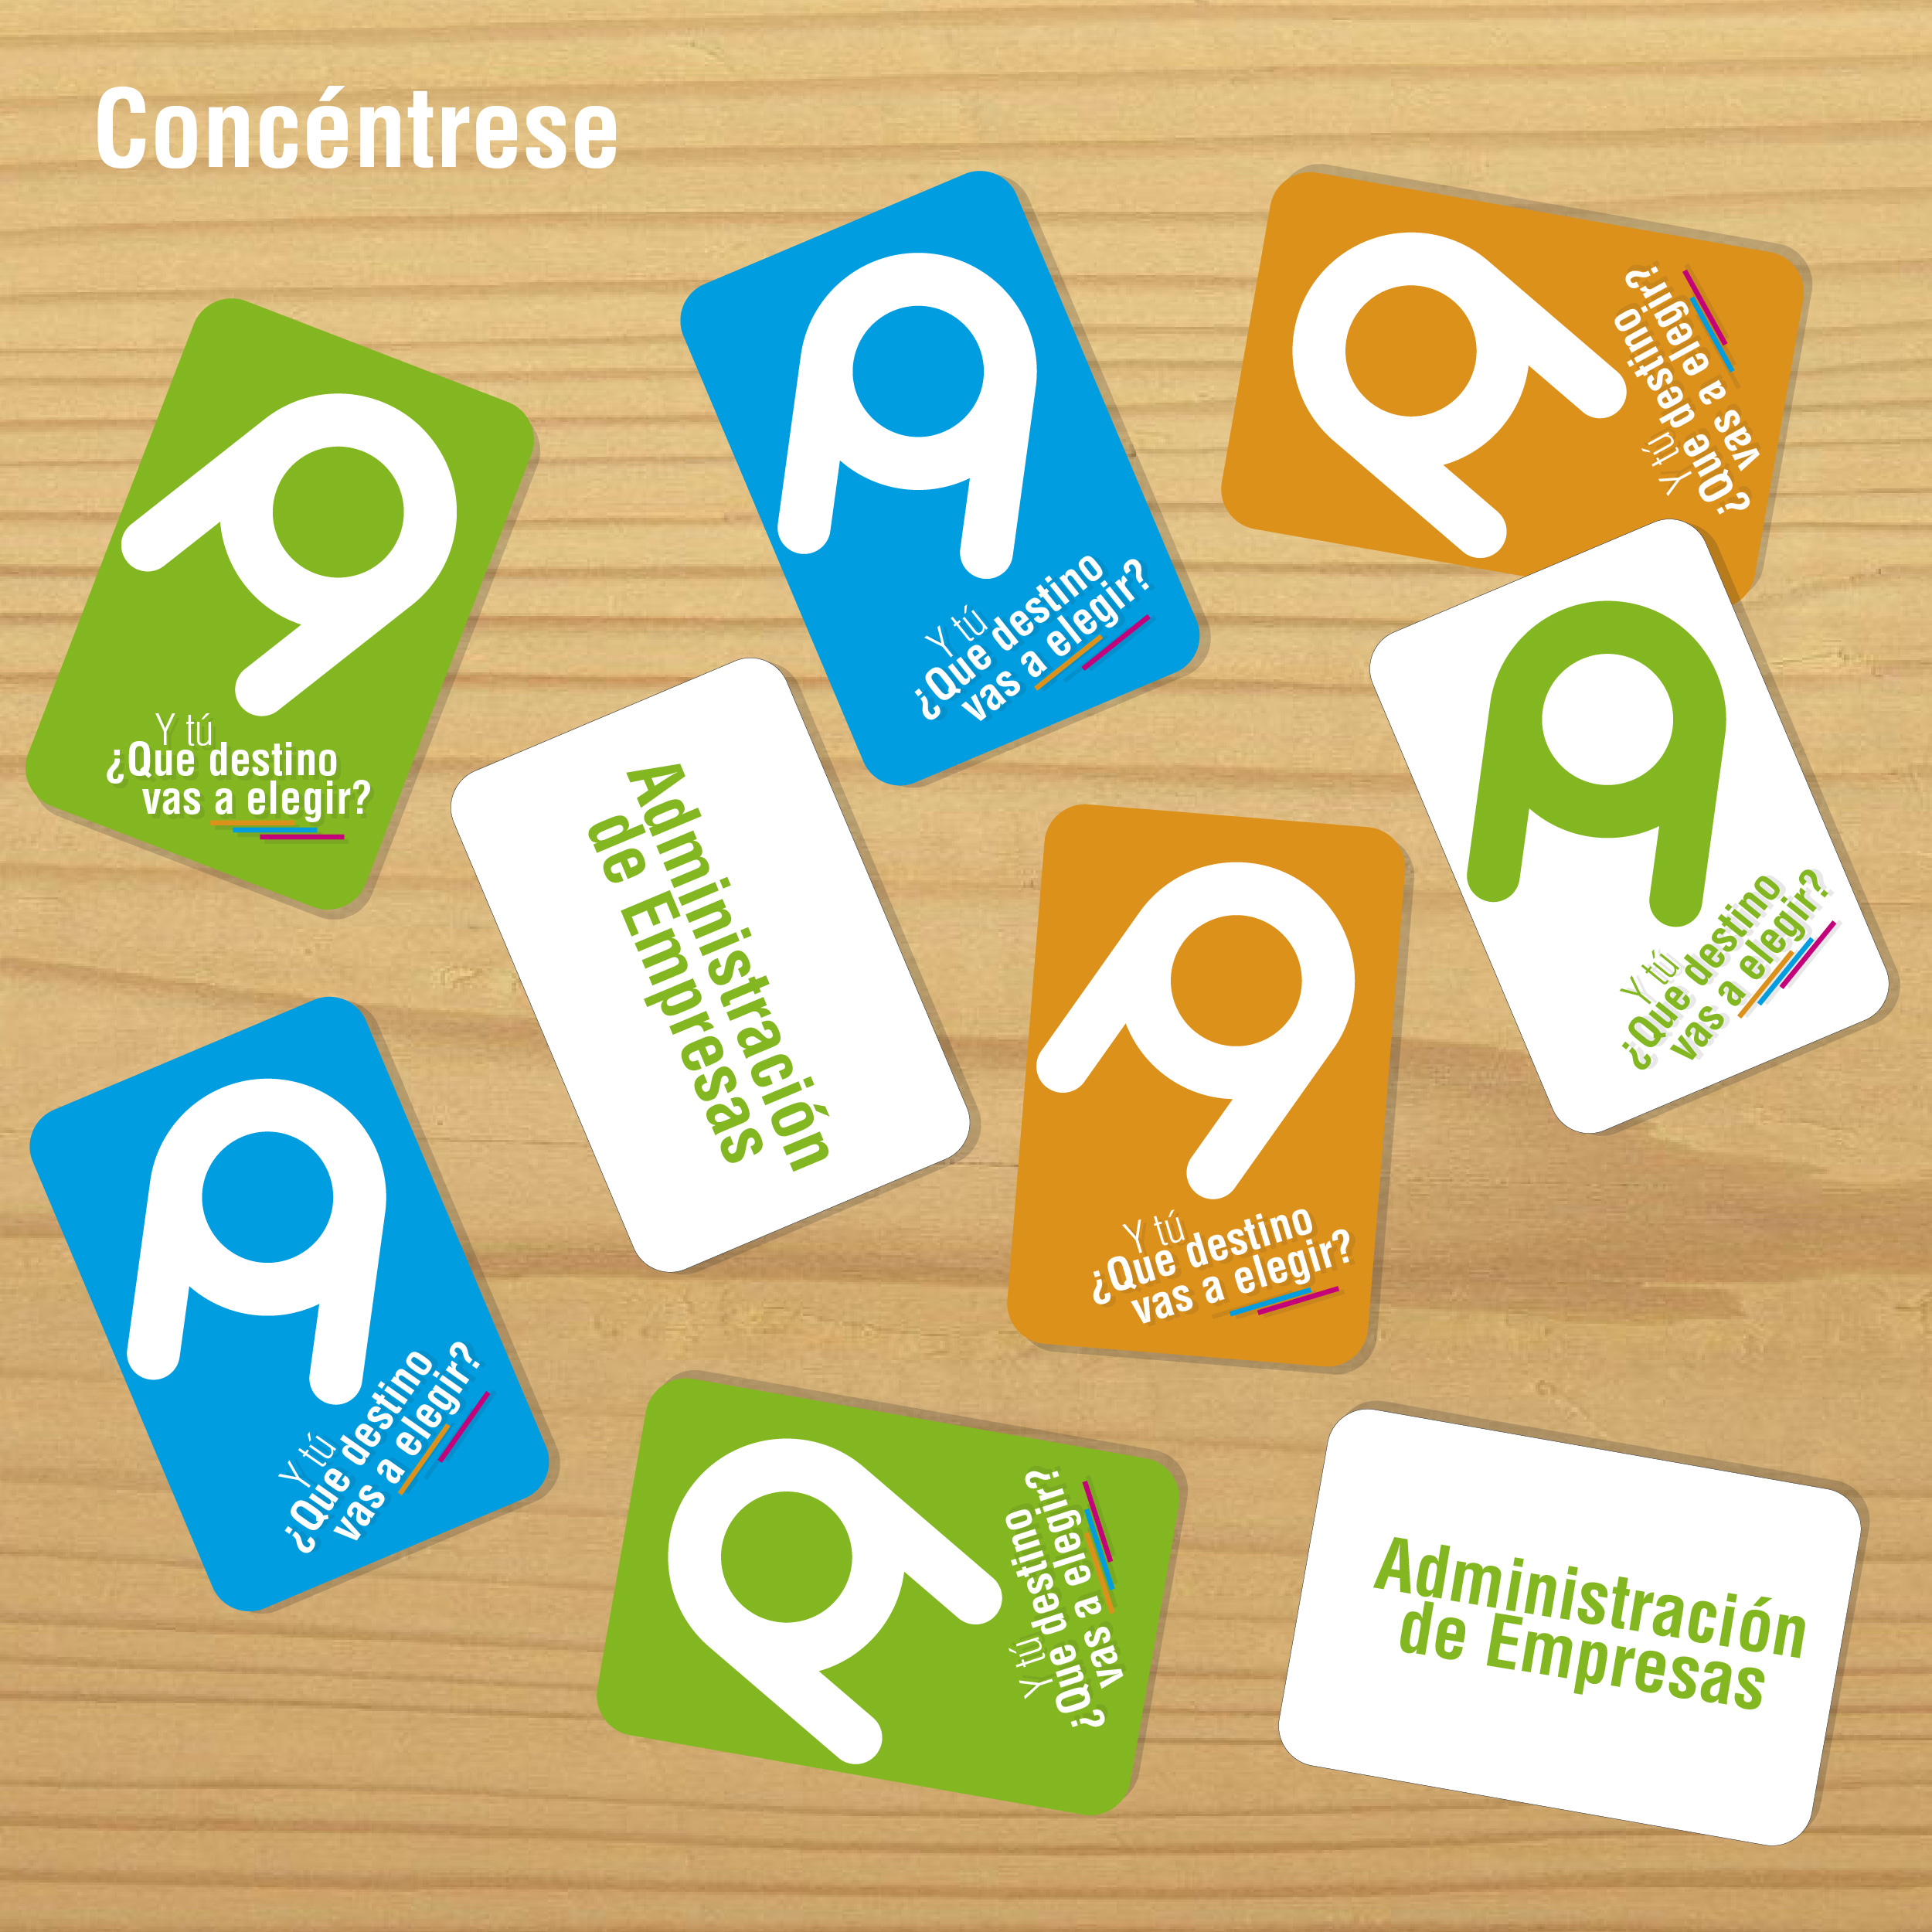 Concéntrese
Y tú
¿Que destino
vas a elegir?
Y tú
¿Que destino
vas a elegir?
Y tú
¿Que destino
vas a elegir?
Administración
de Empresas
Y tú
¿Que destino
vas a elegir?
Y tú
¿Que destino
vas a elegir?
Y tú
¿Que destino
vas a elegir?
Y tú
¿Que destino
vas a elegir?
Administración
de Empresas